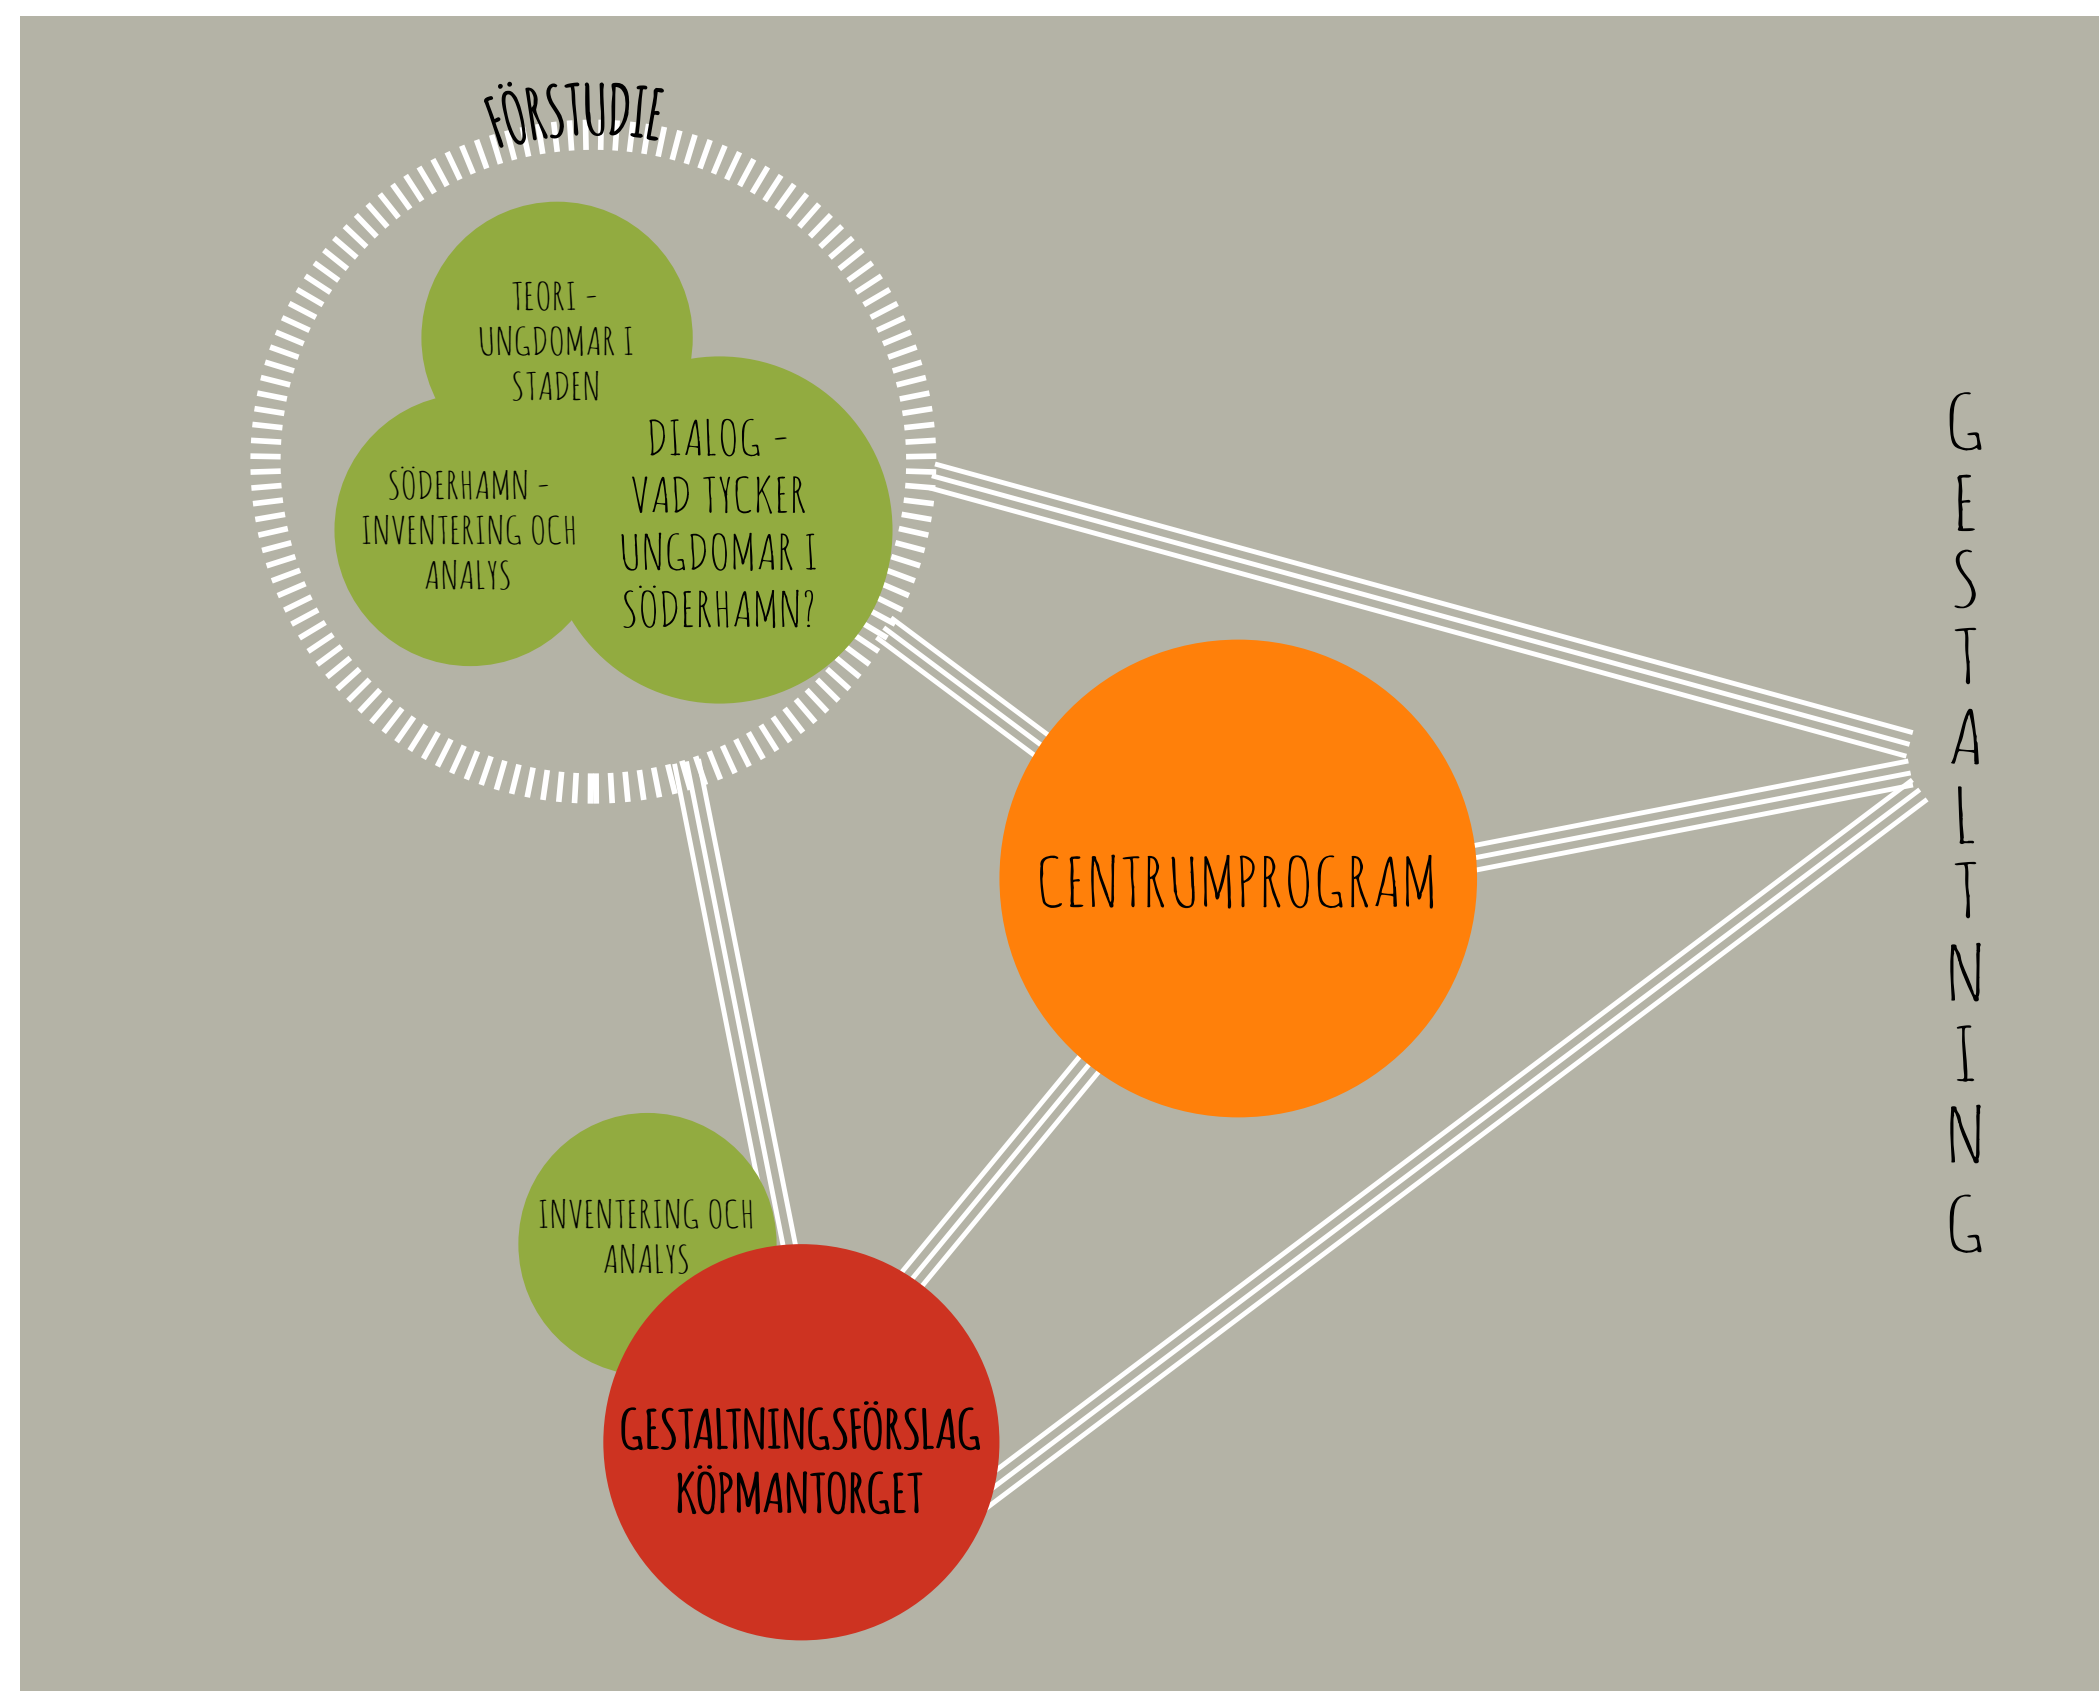 FÖRSTUDIE
TEORI -
UNGDOMAR I
STADEN
SÖDERHAMN -
INVENTERING OCH
ANALYS
DIALOG -
VAD TYCKER
UNGDOMAR I
SÖDERHAMN?
CENTRUMPROGRAM
GESTALTNING
INVENTERING OCH
ANALYS
GESTALTNINGSFÖRSLAG
KÖPMANTORGET